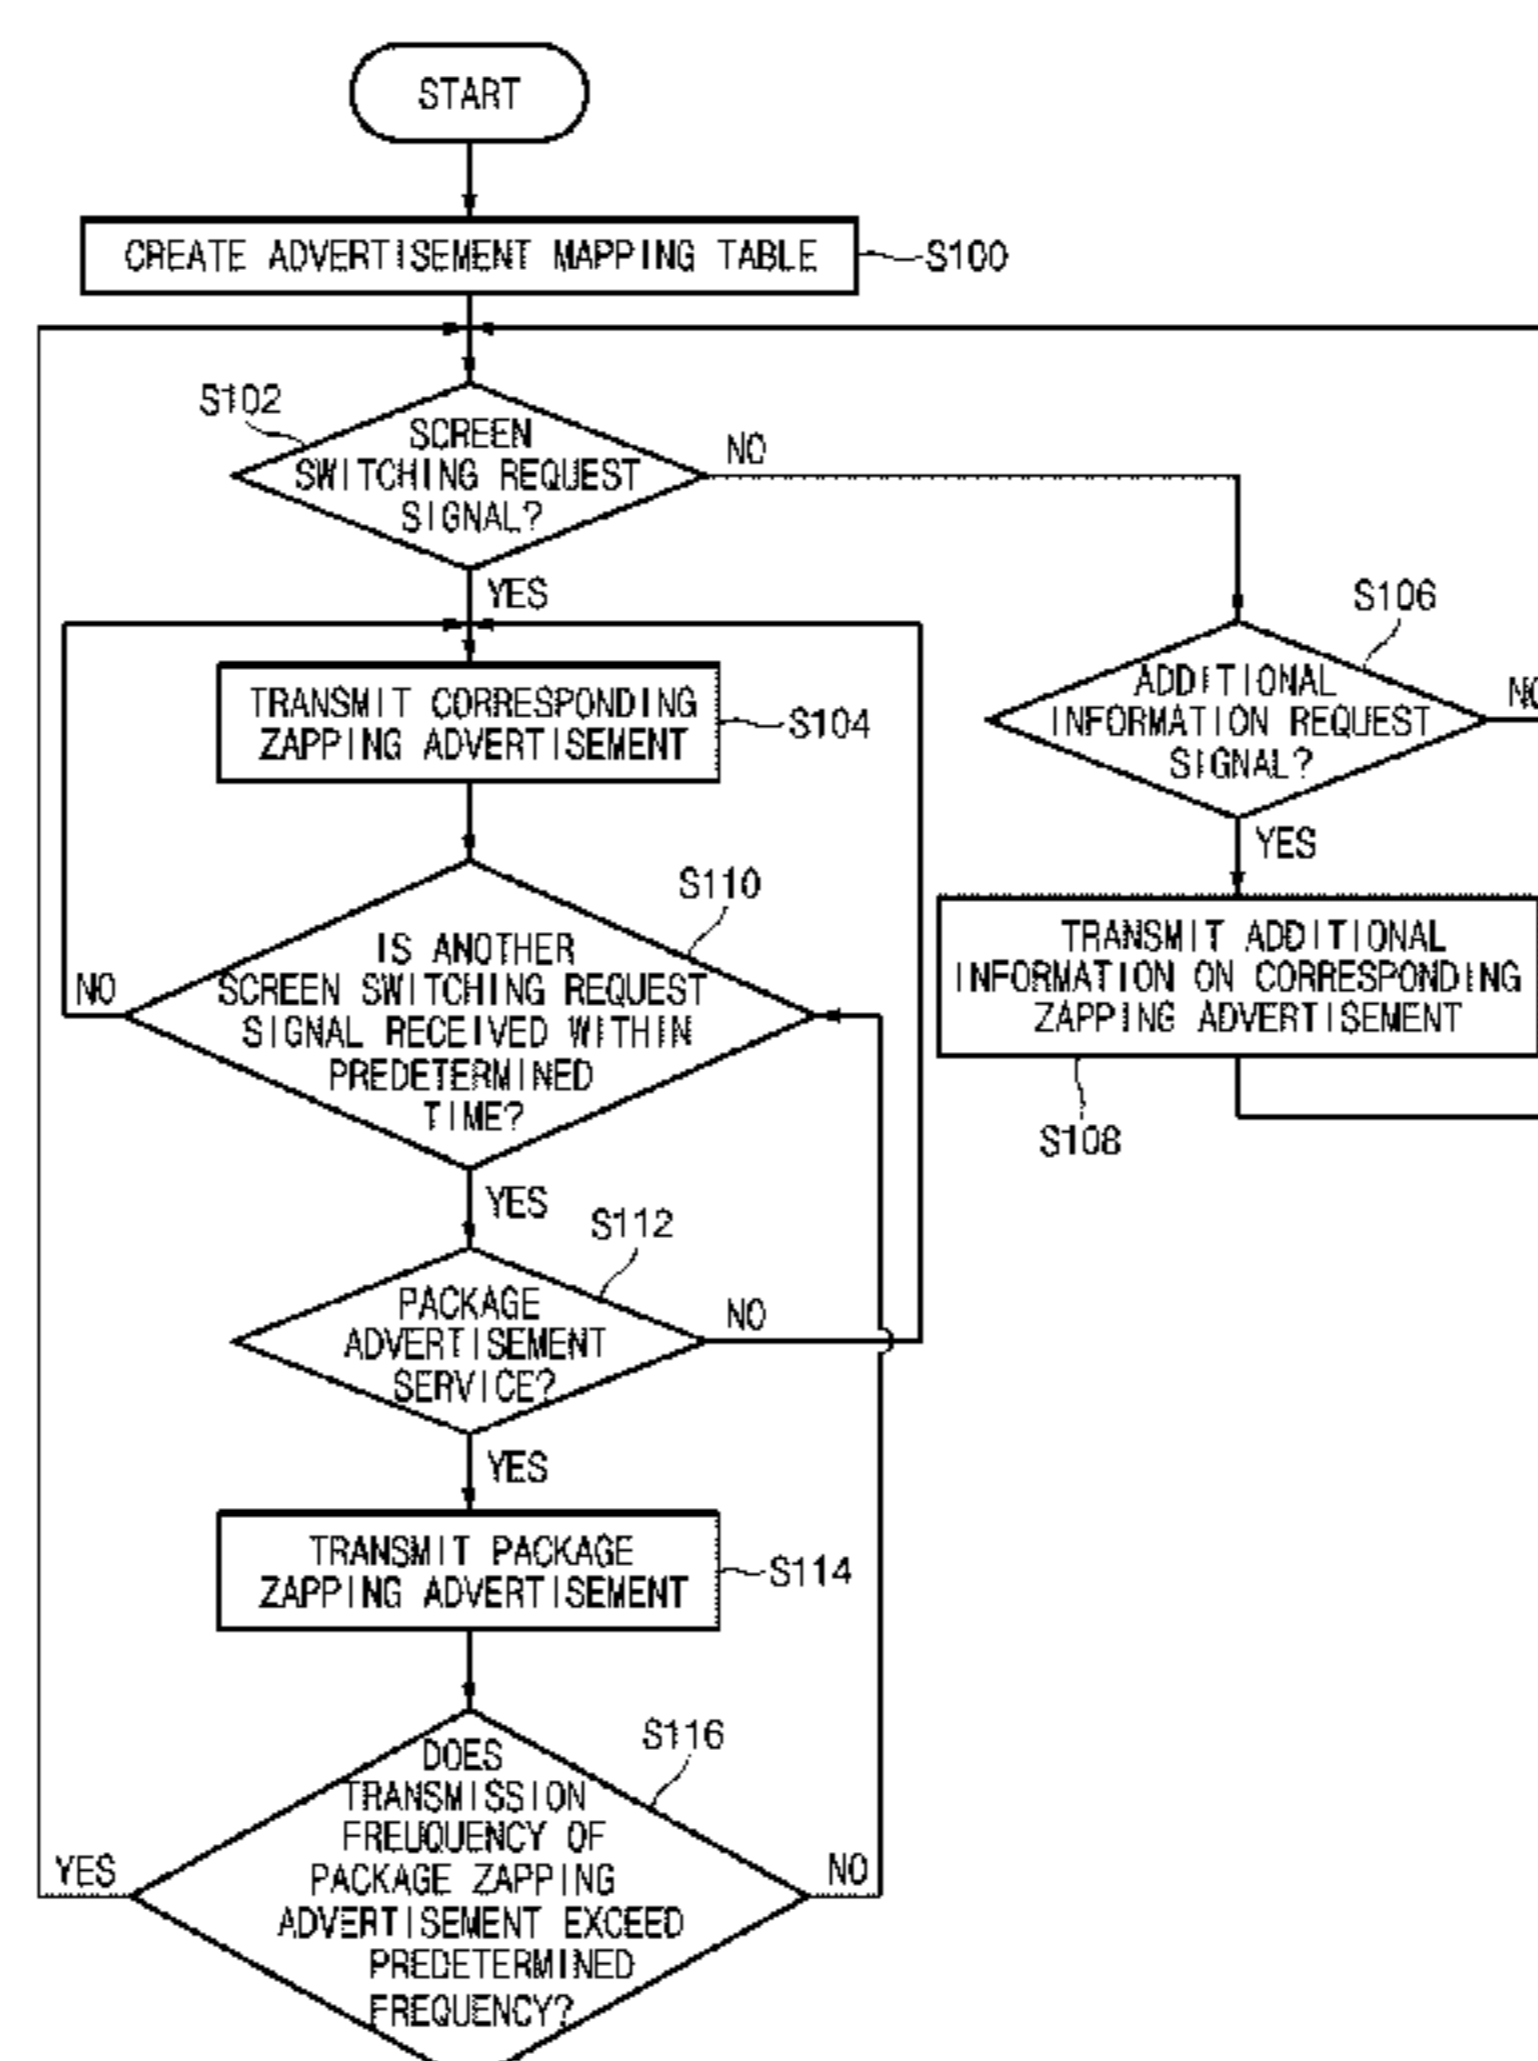 START
CREATE ADVERTISEMENT MAPPING TABLE
S100
S102
SCREEN
SWITCHING REQUEST
SIGNAL?
NO
YES
S106
ADDITIONAL
INFORMATION REQUEST
SIGNAL?
NO
YES
TRANSMIT CORRESPONDING
ZAPPING ADVERTISEMENT
S104
TRANSMIT ADDITIONAL
INFORMATION ON CORRESPONDING
ZAPPING ADVERTISEMENT
S108
S110
IS ANOTHER
SCREEN SWITCHING REQUEST
SIGNAL RECEIVED WITHIN
PREDETERMINED
TIME?
NO
YES
S112
PACKAGE
ADVERTISEMENT
SERVICE?
NO
YES
TRANSMIT PACKAGE
ZAPPING ADVERTISEMENT
S114
S116
DOES
TRANSMISSION
FREUQUENCY OF
PACKAGE ZAPPING
ADVERTISEMENT EXCEED
PREDETERMINED
FREQUENCY?
YES
NO